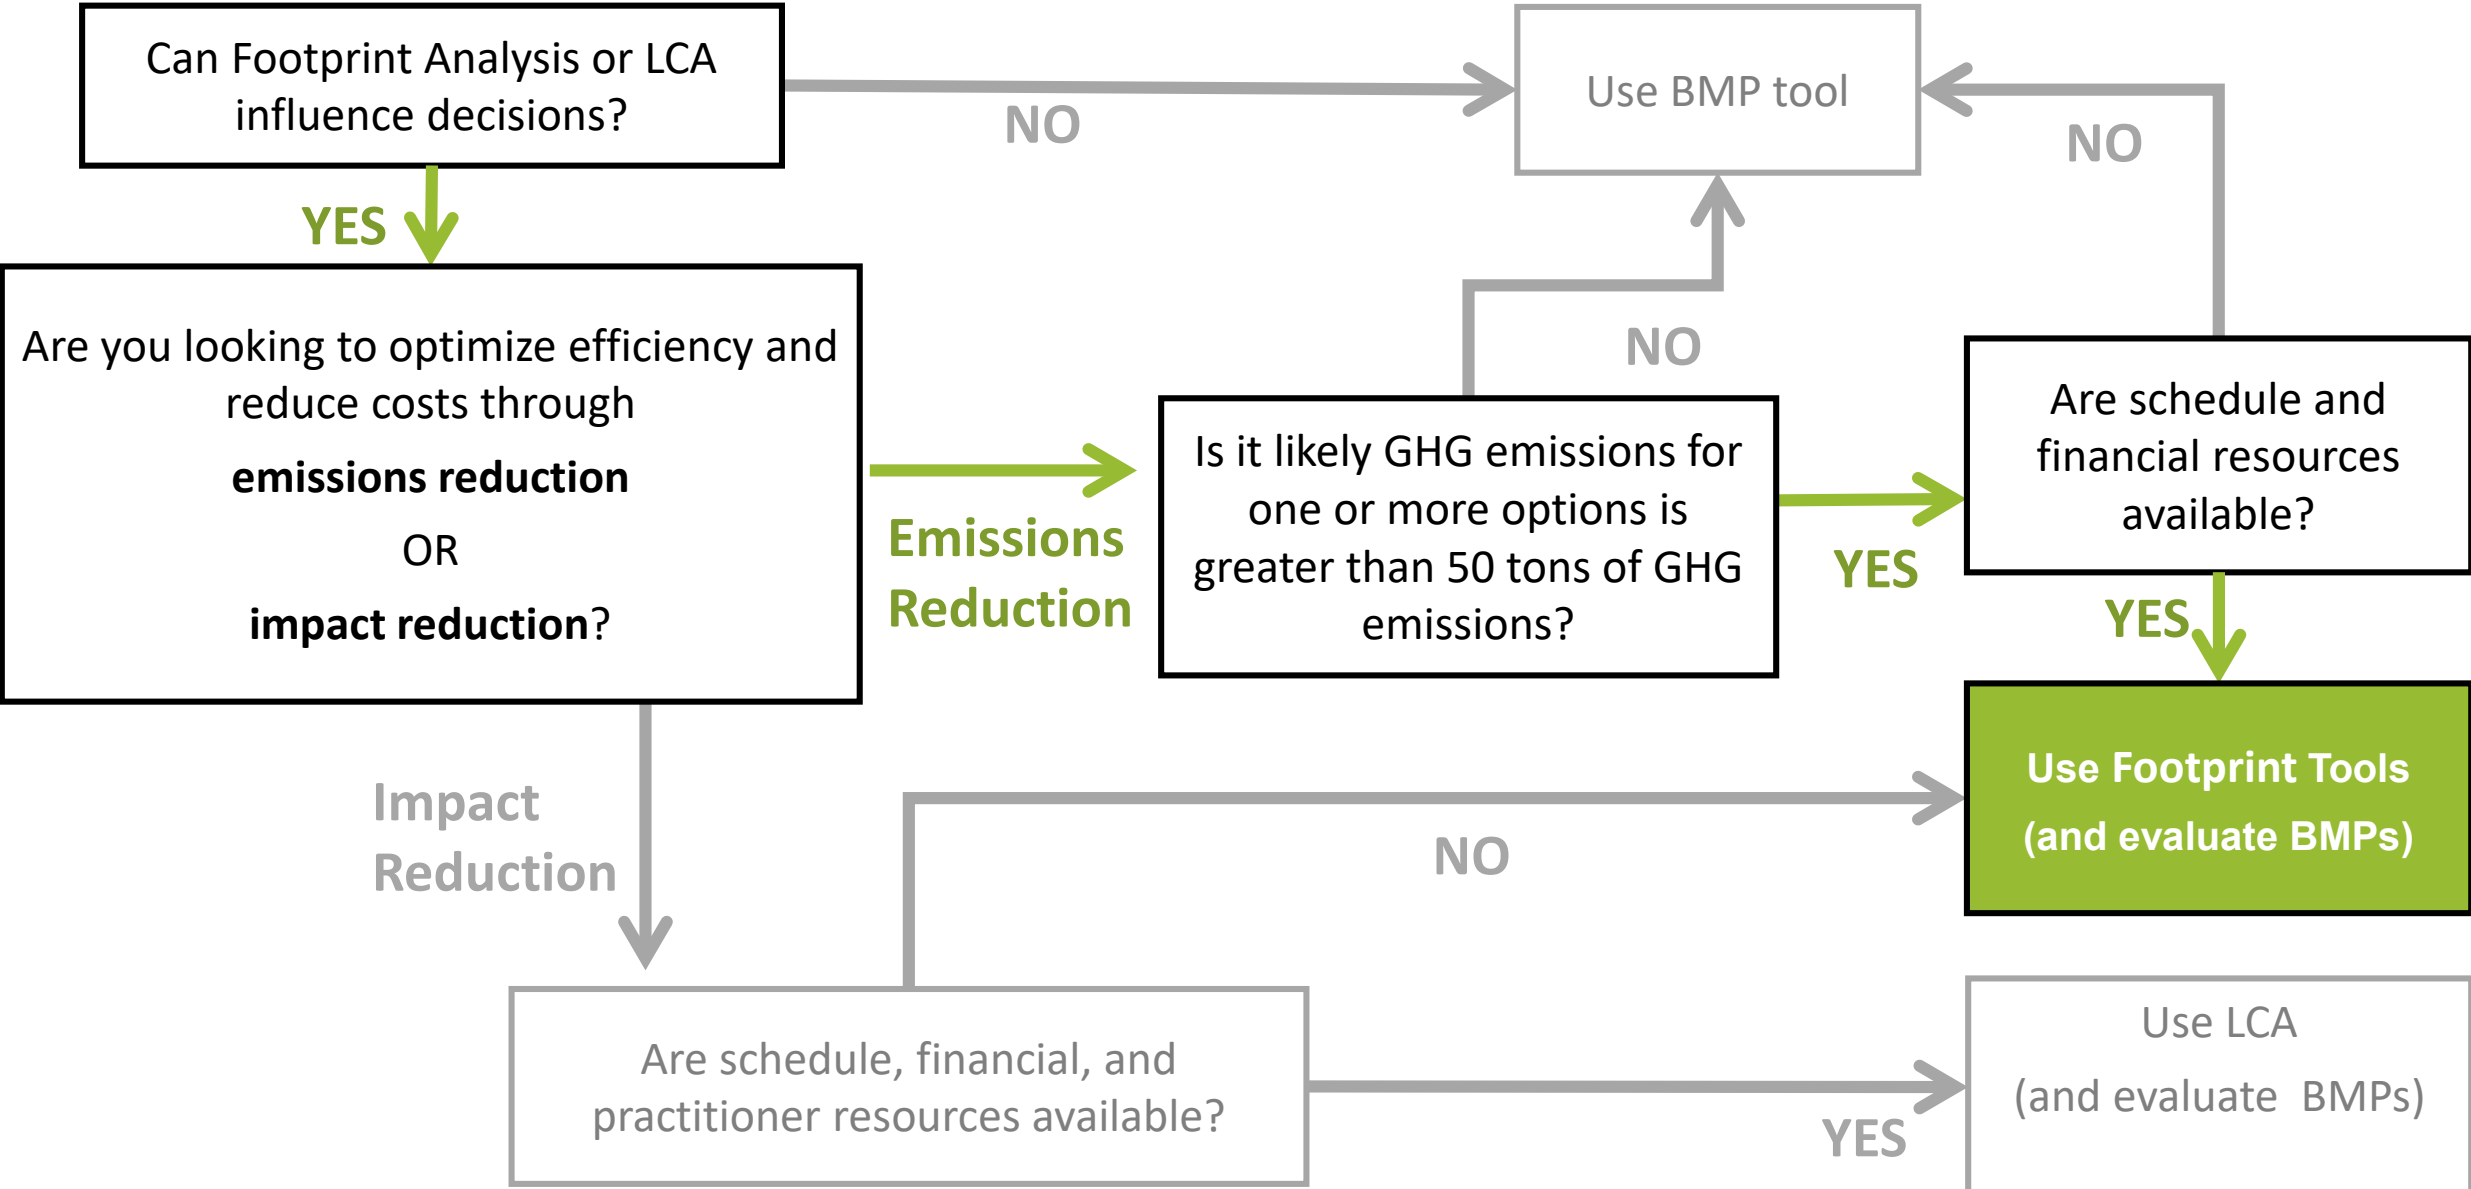 Can Footprint Analysis or LCA
influence decisions?
NO
Use BMP tool
NO
YES
Are you looking to optimize efficiency and
reduce costs through
emissions reduction
OR
impact reduction?
Emissions
Reduction
NO
Is it likely GHG emissions for
one or more options is
greater than 50 tons of GHG
emissions?
YES
Are schedule and
financial resources
available?
YES
Use Footprint Tools
(and evaluate BMPs)
Impact
Reduction
NO
Are schedule, financial, and
practitioner resources available?
YES
Use LCA
(and evaluate BMPs)